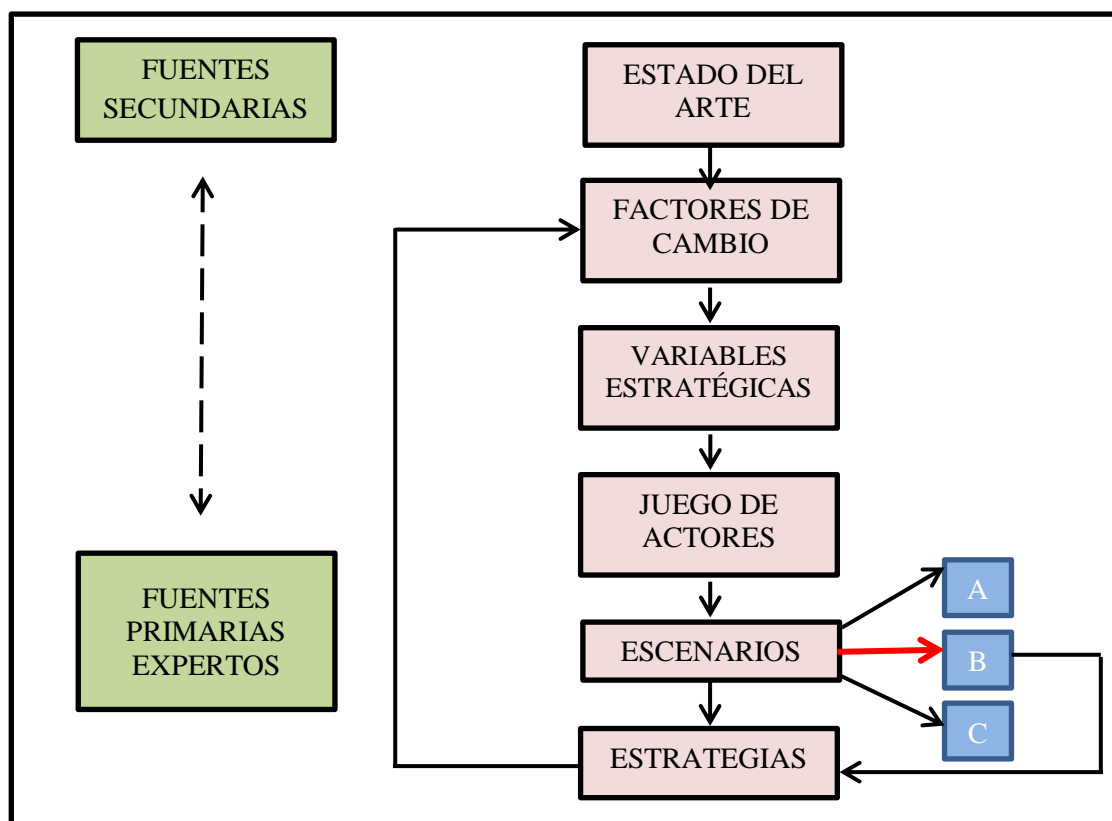 FUENTES
SECUNDARIAS
FUENTES
PRIMARIAS
EXPERTOS
ESTADO DEL
ARTE
FACTORES DE
CAMBIO
VARIABLES
ESTRATÉGICAS
JUEGO DE
ACTORES
ESCENARIOS
A
B
C
ESTRATEGIAS